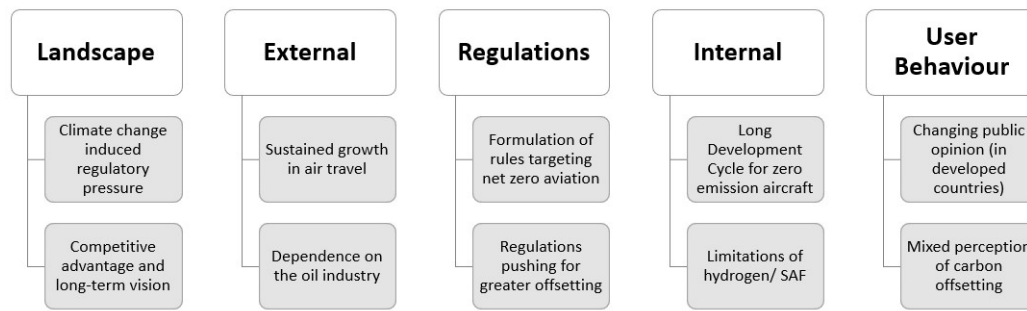 Landscape
Climate change
induced
regulatory
pressure
Competitive
advantage and
long-term vision
External
Sustained growth
in air travel
Dependence on
the oil industry
Regulations
Formulation of
rules targeting
net zero aviation
Regulations
pushing for
greater offsetting
Internal
Long
Development
Cycle for zero
emission aircraft
Limitations of
hydrogen/ SAF
User
Behaviour
Changing public
opinion (in
developed
countries)
Mixed perception
of carbon
offsetting